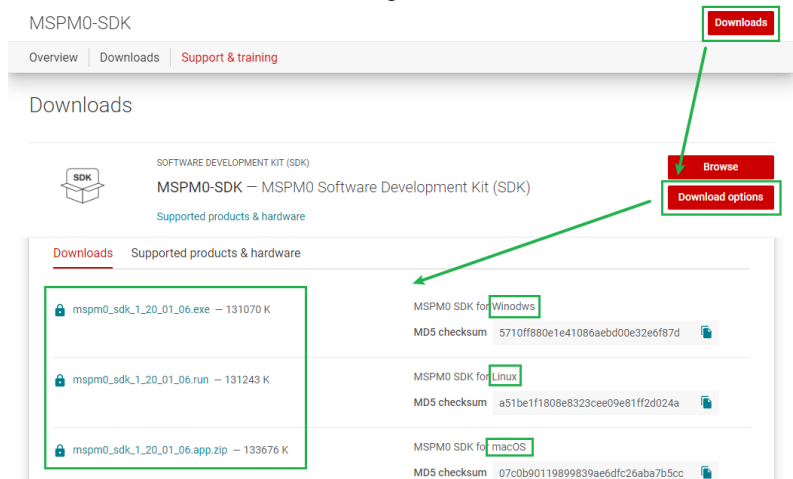 MSPM0-SDK
Downloads
Overview Downloads Support & training
Downloads
SDK
SOFTWARE DEVELOPMENT KIT (SDK)
MSPM0-SDK — MSPM0 Software Development Kit (SDK)
Supported products & hardware
Browse
Download options
Downloads Supported products & hardware
mspm0_sdk_1_20_01_06.exe — 131070 K
MSPM0 SDK for Winodws
MD5 checksum 5710ff880e1e41086aebd00e32e6f87d
mspm0_sdk_1_20_01_06.run — 131243 K
MSPM0 SDK for Linux
MD5 checksum a51be1f1808e8323cee09e81ff2d024a
mspm0_sdk_1_20_01_06.app.zip — 133676 K
MSPM0 SDK for macOS
MD5 checksum 07c0b90119899839ae6dfc26aba7b5cc